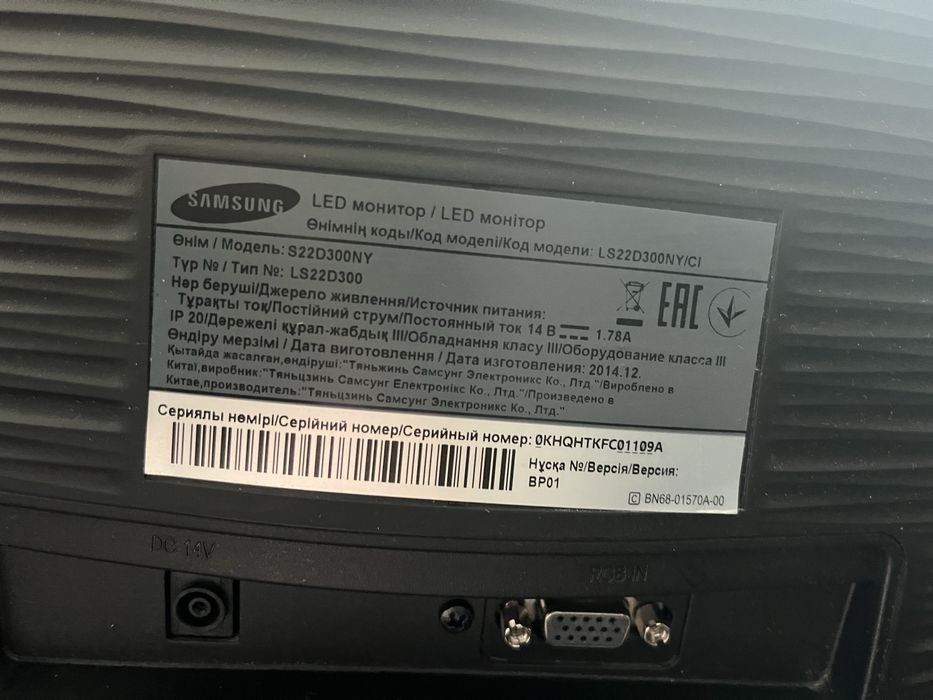 SAMSUNG
LED монитор / LED монітор
Өнімнің коды/Код моделі/Код модели: LS22D300NY/CI
Өнім / Модель: S22D300NY
Түр № / Тип №: LS22D300
Нәр беруші/Джерело живлення/Источник питания:
Тұрақты тоқ/Постійний струм/Постоянный ток 14 В 1.78A
IP 20/Дәрежелі құрал-жабдық III/Обладнання класу III/Оборудование класса III
Өндіру мерзімі / Дата виготовлення / Дата изготовления: 2014.12.
Қытайда жасалған,өндіруші:"Тяньжинь Самсунг Электроникс Ко., Лтд."/Вироблено в
Китаї,виробник:"Тяньцзинь Самсунг Електронікс Ко., Лтд."/Произведено в
Китае,производитель:"Тяньцзинь Самсунг Электроникс Ко., Лтд."
EAC
Сериялы нөмірі/Серійний номер/Серийный номер: 0KHQHTKFC01109A
Нұсқа №/Версія/Версия:
BP01
C BN68-01570A-00
DC 14V
RGB IN